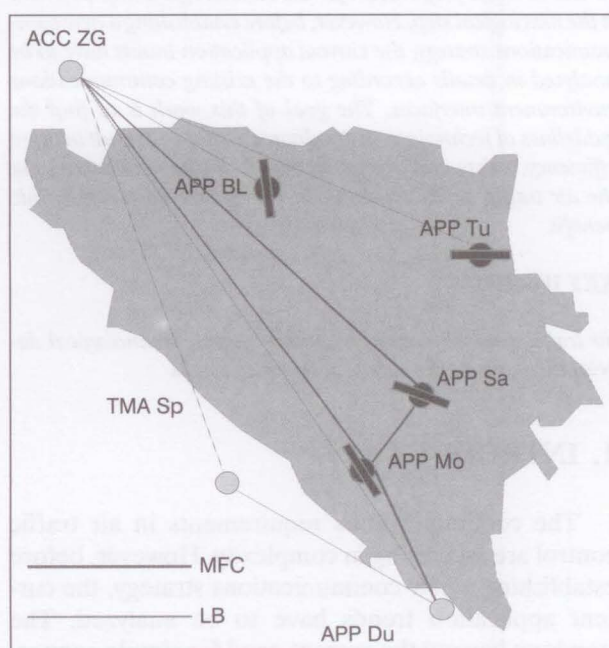 ACC ZG
APP BL
APP Tu
APP Sa
TMA Sp
APP Mo
MFC
LB
APP Du